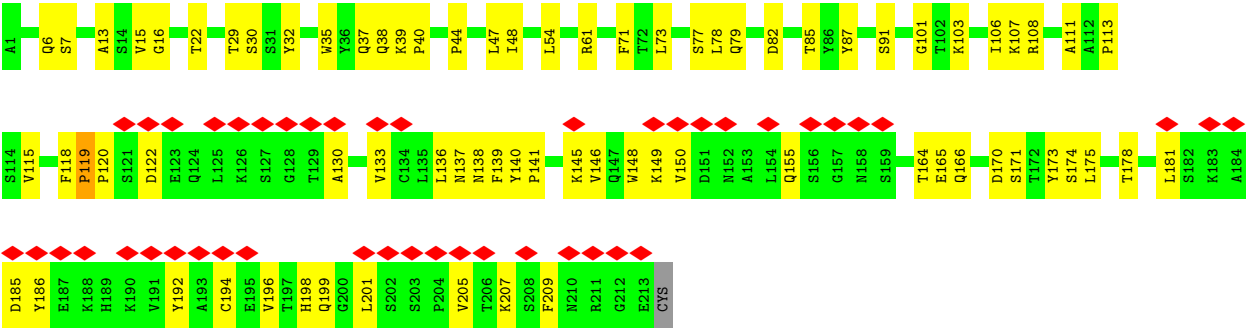 A1 Q6 S7 A13 S14 V15 G16 T22 T29 S30 S31 Y32 W35 Y36 Q37 Q38 K39 P40 P44 L47 I48 L54 R61 F71 T72 L73 S77 L78 Q79 D82 T85 Y86 Y87 S91 G101 T102 K103 I106 K107 R108 A111 A112 P113
S114 V115 F118 P119 P120 S121 D122 E123 Q124 L125 K126 S127 G128 T129 A130 V133 C134 L135 L136 N137 N138 F139 Y140 P141 K145 V146 Q147 W148 K149 V150 D151 N152 A153 L154 Q155 S156 G157 N158 S159 T164 E165 Q166 D170 S171 T172 Y173 S174 L175 T178 L181 S182 K183 A184
D185 Y186 E187 K188 H189 K190 V191 Y192 A193 C194 E195 V196 T197 H198 Q199 G200 L201 S202 S203 P204 V205 T206 K207 S208 F209 N210 R211 G212 E213 CYS